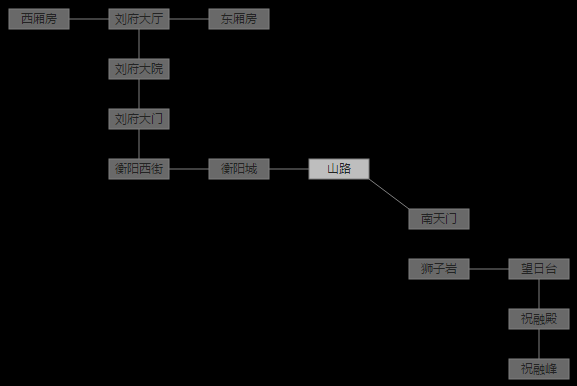 西厢房 刘府大厅 东厢房
刘府大院
刘府大门
衡阳西街 衡阳城 山路
南天门
狮子岩 望日台
祝融殿
祝融峰